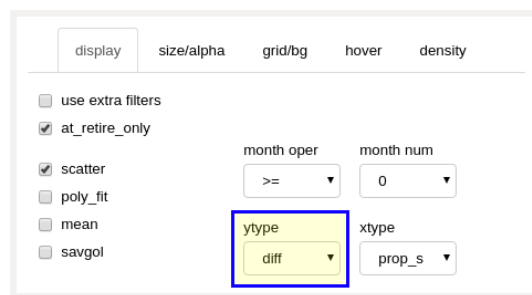 display size/alpha grid/bg hover density
use extra filters
at_retire_only
month oper month num
scatter
>= 0
poly_fit
mean
ytype xtype
savgol
diff prop_s